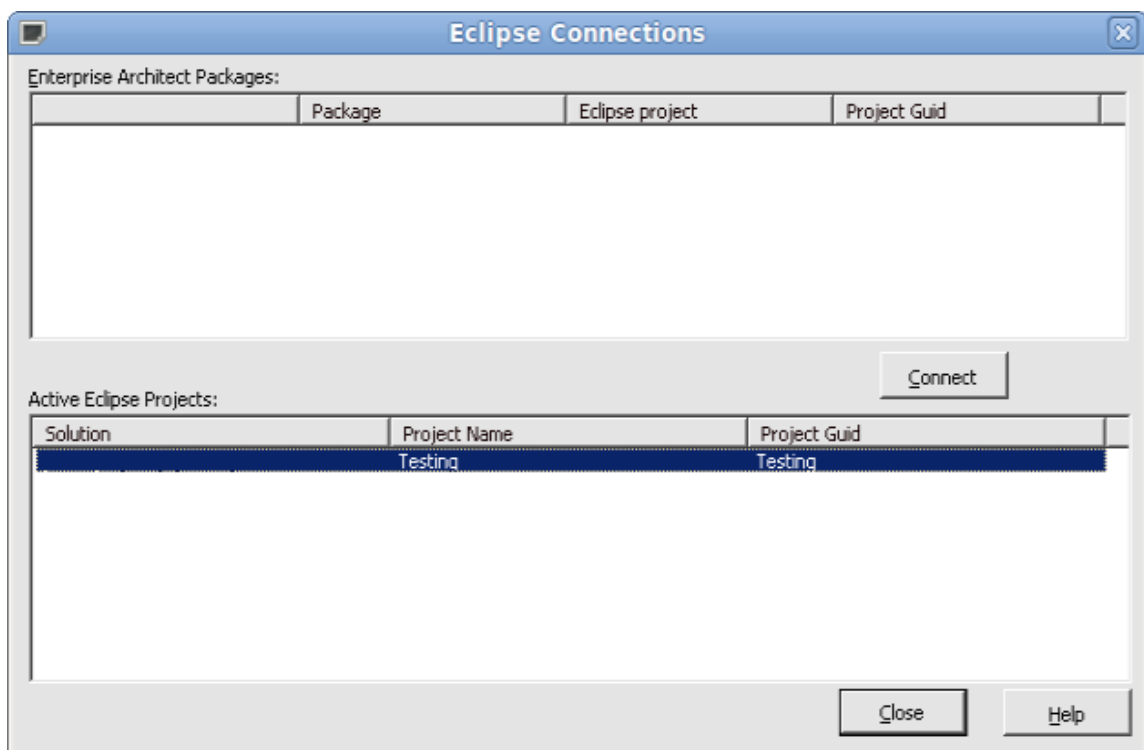 Eclipse Connections
Enterprise Architect Packages:
Package Eclipse project Project Guid
Connect
Active Eclipse Projects:
Solution Project Name Project Guid
Testing Testing
Close Help